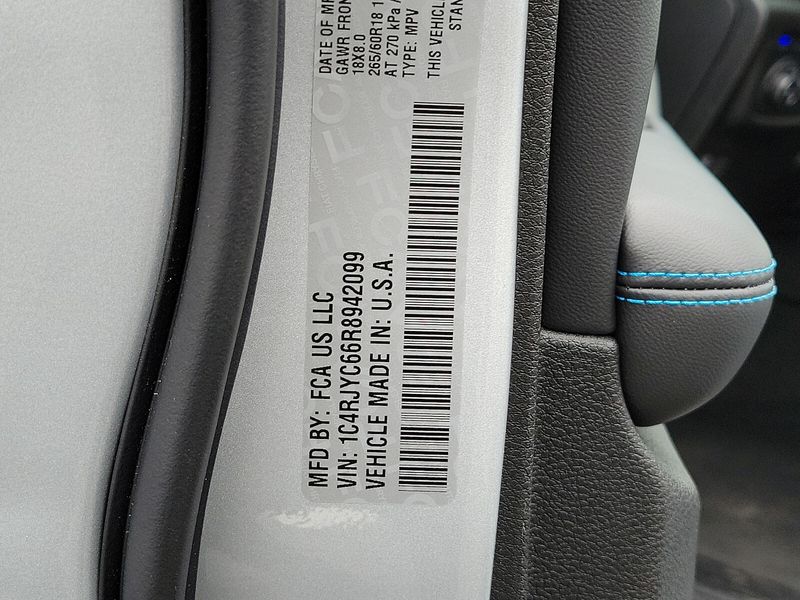 MFD BY: FCA US LLC
VIN: 1C4RJYC66R8942099
VEHICLE MADE IN: U.S.A.
DATE OF
GAWR FRON
18X8.0
265/60R18
AT 270 kPa
TYPE: MPV
THIS VEHICL
STAN